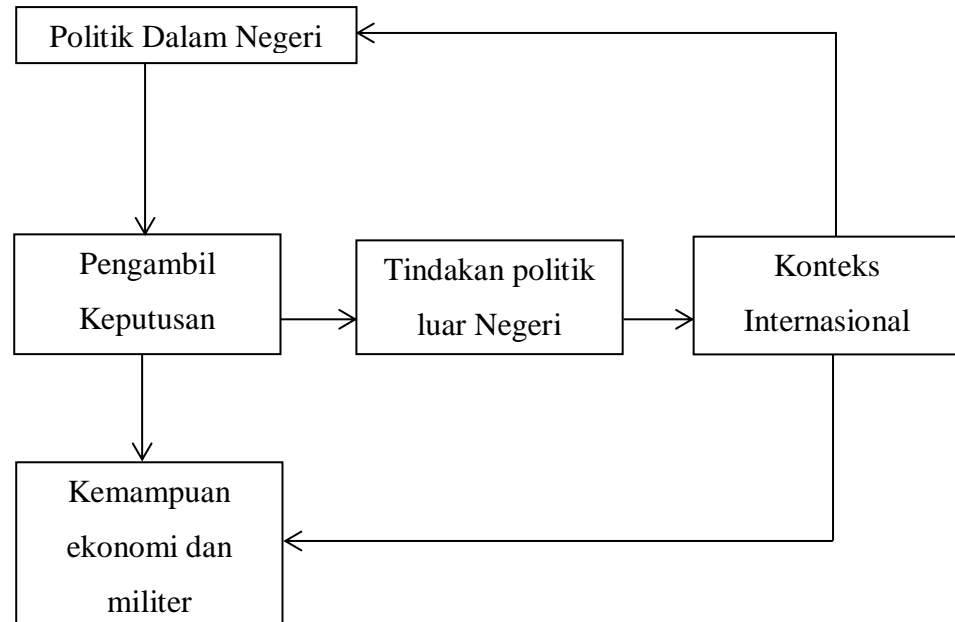 Politik Dalam Negeri
Pengambil
Keputusan
Tindakan politik
luar Negeri
Konteks
Internasional
Kemampuan
ekonomi dan
militer